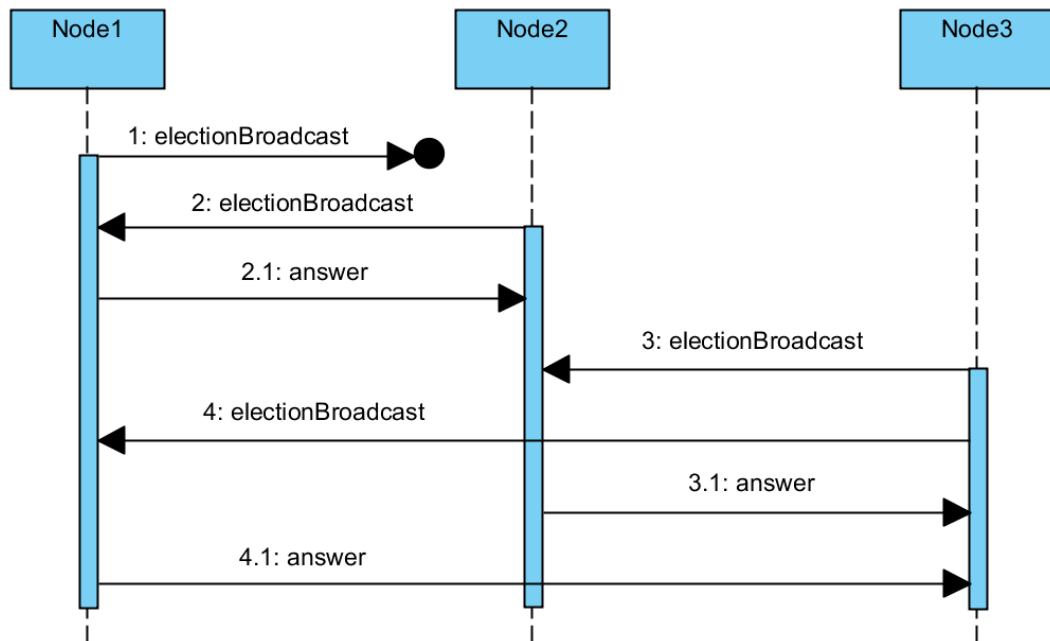 Node1
Node2
Node3
1: electionBroadcast
2: electionBroadcast
2.1: answer
3: electionBroadcast
4: electionBroadcast
3.1: answer
4.1: answer